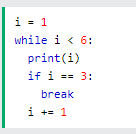 i = 1
while i < 6:
  print(i)
  if i == 3:
    break
  i += 1